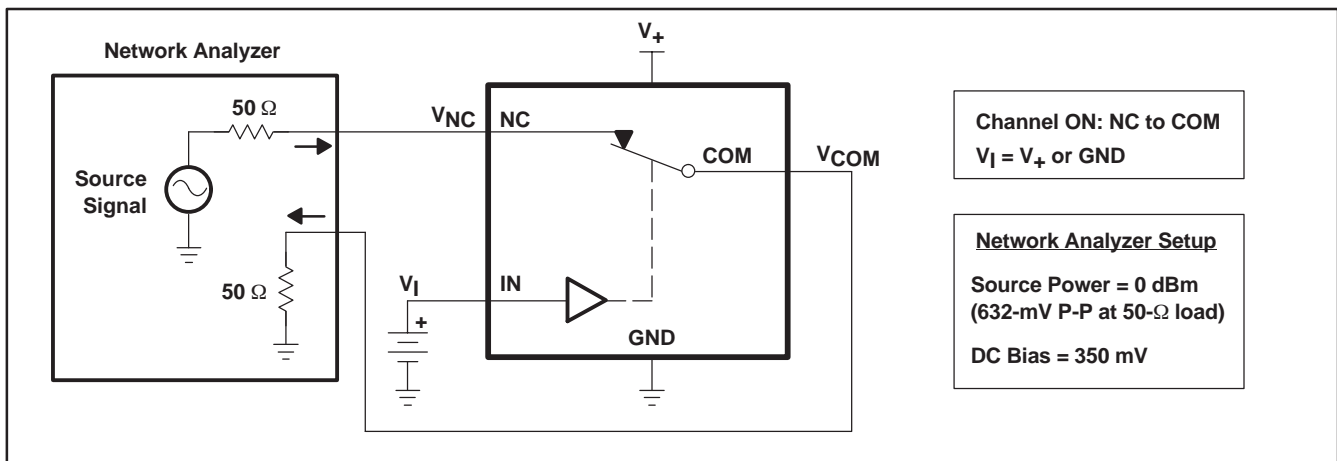 Network Analyzer
50 Ω
Source
Signal
50 Ω
V+
VNC
NC
COM
VCOM
VI
IN
+
GND
Channel ON: NC to COM
VI = V+ or GND
Network Analyzer Setup
Source Power = 0 dBm
(632-mV P-P at 50-Ω load)
DC Bias = 350 mV